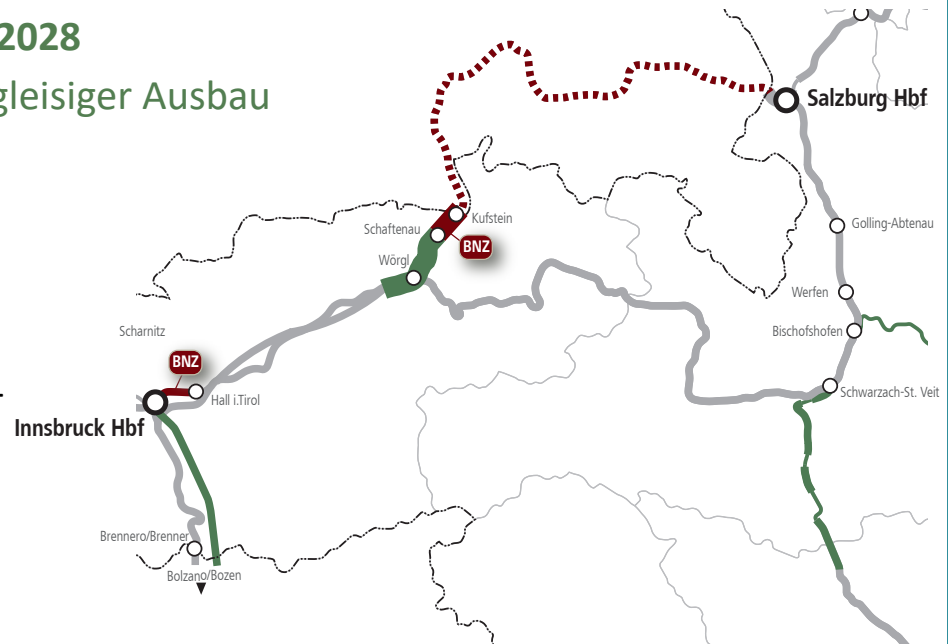 2028
gleisiger Ausbau
Salzburg Hbf
Kufstein
Schaftenau
BNZ
Golling-Abtenau
Wörgl
Werfen
Scharnitz
Bischofshofen
BNZ
Schwarzach-St. Veit
Hall i.Tirol
Innsbruck Hbf
Brennero/Brenner
Bolzano/Bozen